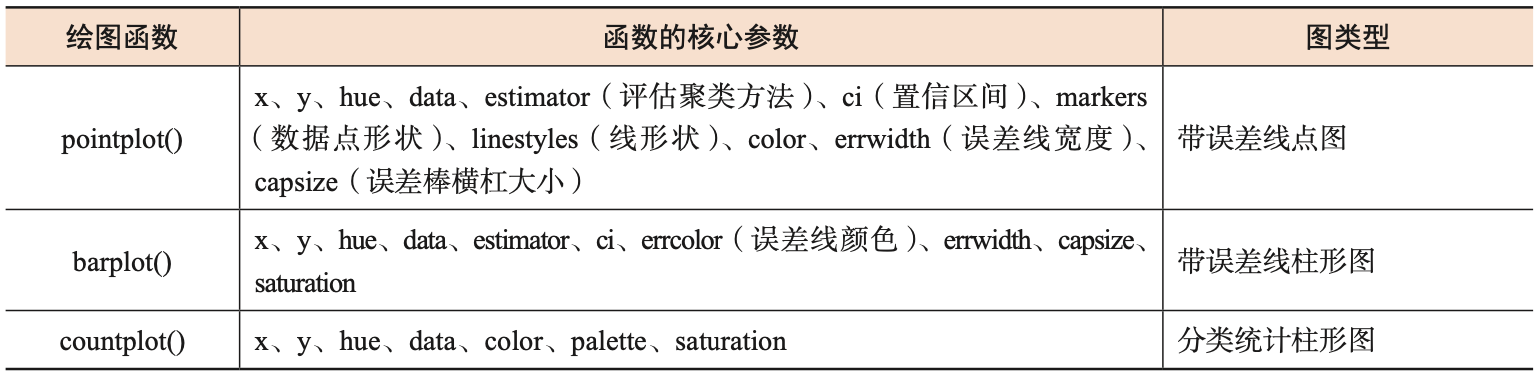 绘图函数 函数的核心参数 图类型
pointplot() x、y、hue、data、estimator（评估聚类方法）、ci（置信区间）、markers
（数据点形状）、linestyles（线形状）、color、errwidth（误差线宽度）、
capsize（误差棒横杠大小） 带误差线点图
barplot() x、y、hue、data、estimator、ci、errcolor（误差线颜色）、errwidth、capsize、
saturation 带误差线柱形图
countplot() x、y、hue、data、color、palette、saturation 分类统计柱形图